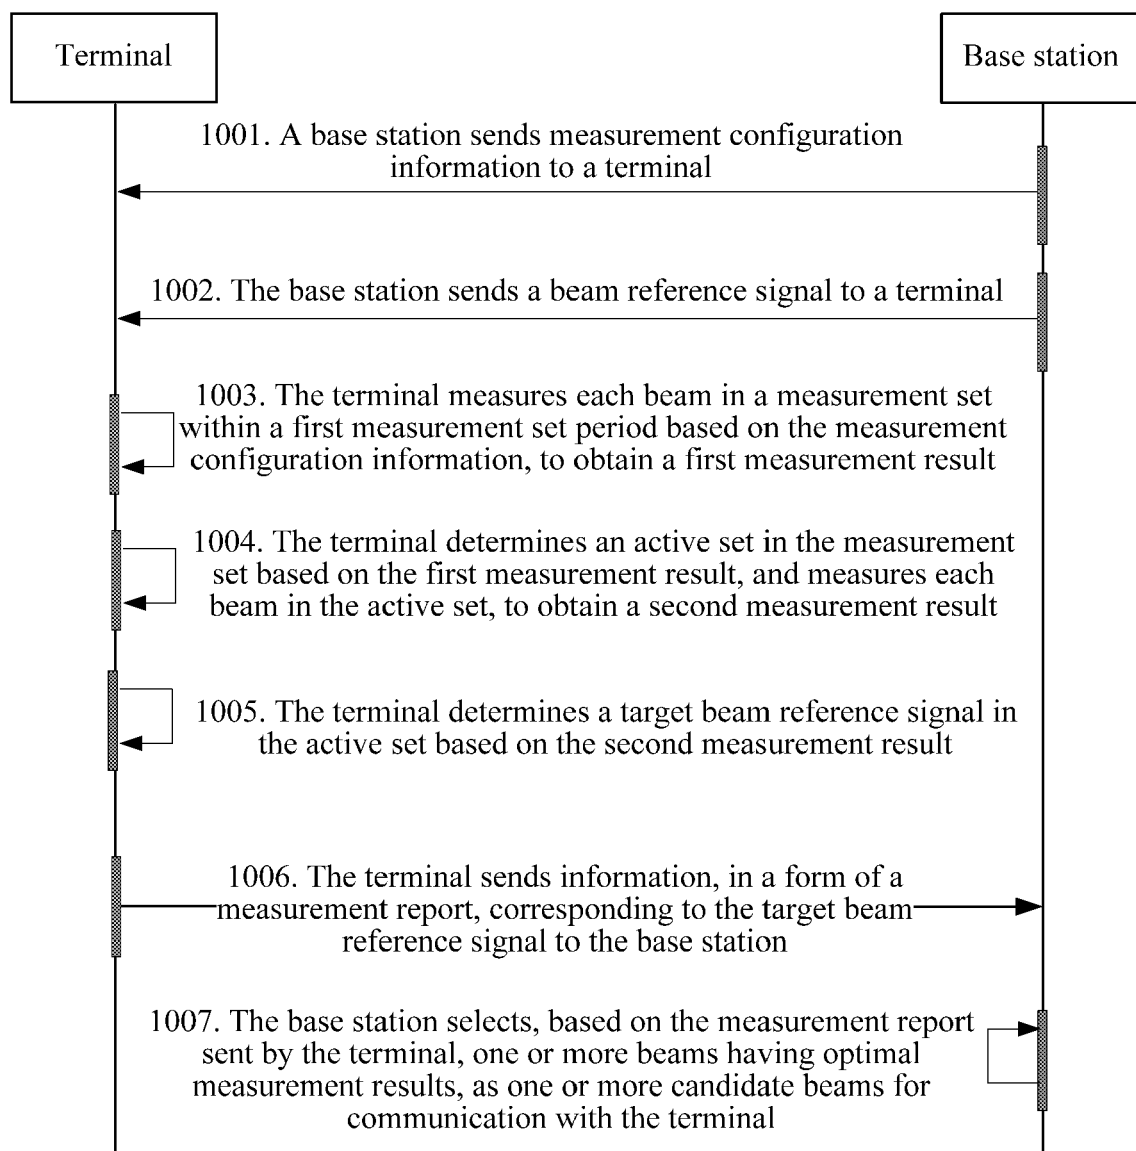 Terminal
Base station
1001. A base station sends measurement configuration
information to a terminal
1002. The base station sends a beam reference signal to a terminal
1003. The terminal measures each beam in a measurement set
within a first measurement set period based on the measurement
configuration information, to obtain a first measurement result
1004. The terminal determines an active set in the measurement
set based on the first measurement result, and measures each
beam in the active set, to obtain a second measurement result
1005. The terminal determines a target beam reference signal in
the active set based on the second measurement result
1006. The terminal sends information, in a form of a
measurement report, corresponding to the target beam
reference signal to the base station
1007. The base station selects, based on the measurement report
sent by the terminal, one or more beams having optimal
measurement results, as one or more candidate beams for
communication with the terminal